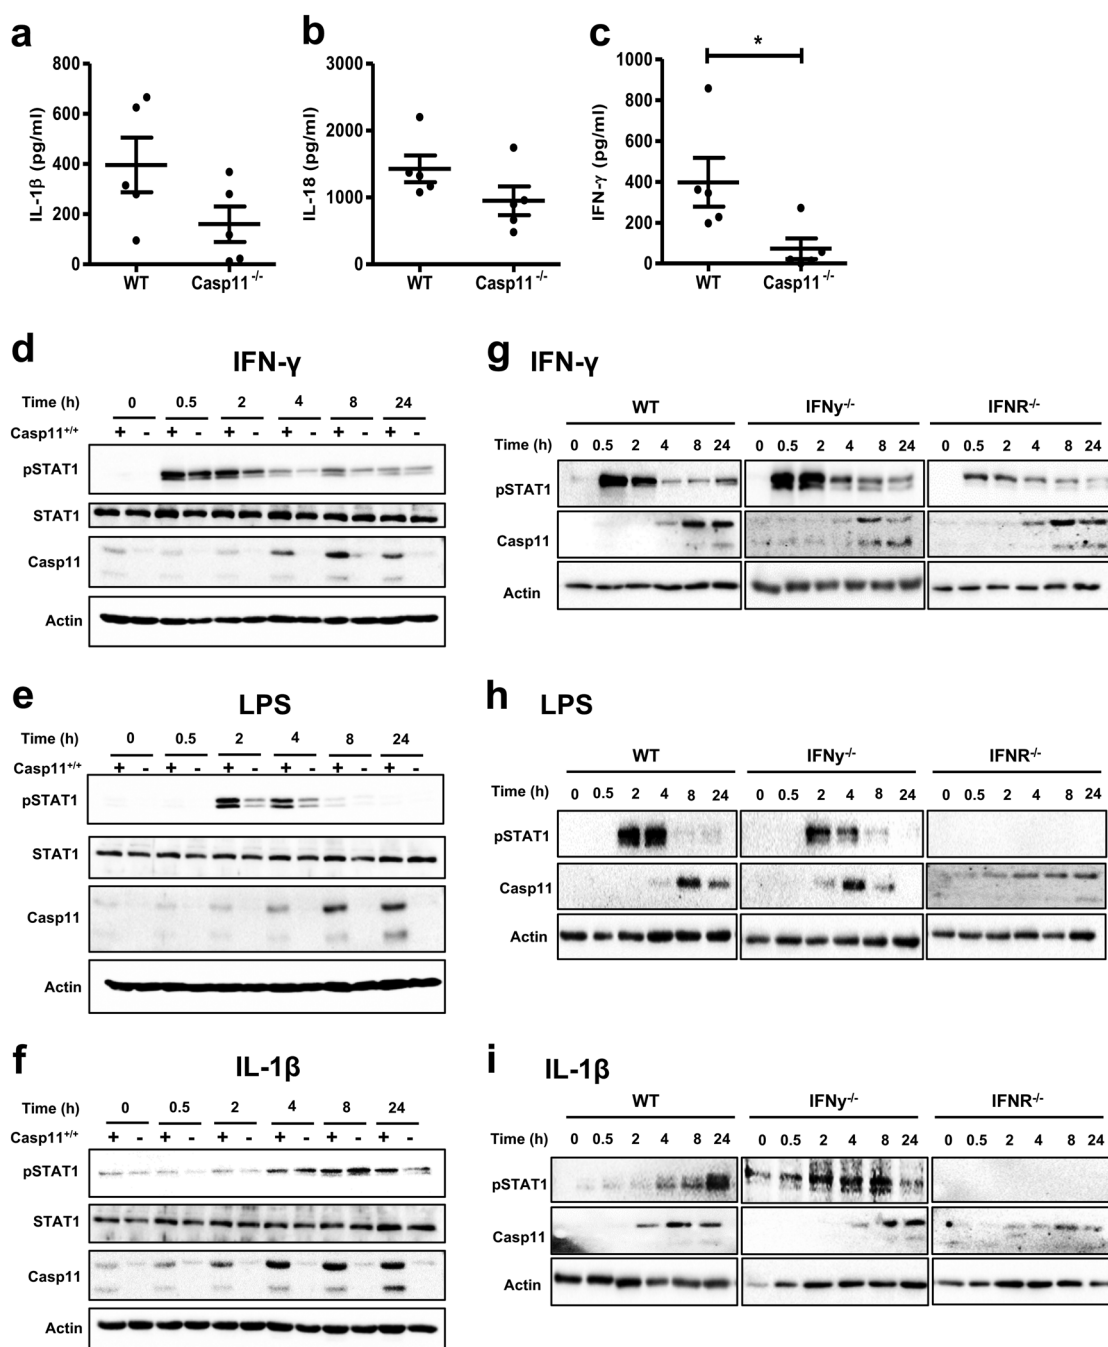 a
b
c
800
600
400
200
0
IL-1β (pg/ml)
WT
Casp11 -/-
3000
2000
1000
0
IL-18 (pg/ml)
WT
Casp11 -/-
*
1000
800
600
400
200
0
IFN-γ (pg/ml)
WT
Casp11 -/-
d
IFN-γ
Time (h) 0 0.5 2 4 8 24
Casp11+/+ + - + - + - + - + - + -
pSTAT1
STAT1
Casp11
Actin
g IFN-γ
WT IFNy-/- IFNR-/-
Time (h) 0 0.5 2 4 8 24 0 0.5 2 4 8 24 0 0.5 2 4 8 24
pSTAT1
Casp11
Actin
e
LPS
Time (h) 0 0.5 2 4 8 24
Casp11+/+ + - + - + - + - + - + -
pSTAT1
STAT1
Casp11
Actin
h LPS
WT IFNy-/- IFNR-/-
Time (h) 0 0.5 2 4 8 24 0 0.5 2 4 8 24 0 0.5 2 4 8 24
pSTAT1
Casp11
Actin
f
IL-1β
Time (h) 0 0.5 2 4 8 24
Casp11+/+ + - + - + - + - + - + -
pSTAT1
STAT1
Casp11
Actin
i IL-1β
WT IFNy-/- IFNR-/-
Time (h) 0 0.5 2 4 8 24 0 0.5 2 4 8 24 0 0.5 2 4 8 24
pSTAT1
Casp11
Actin